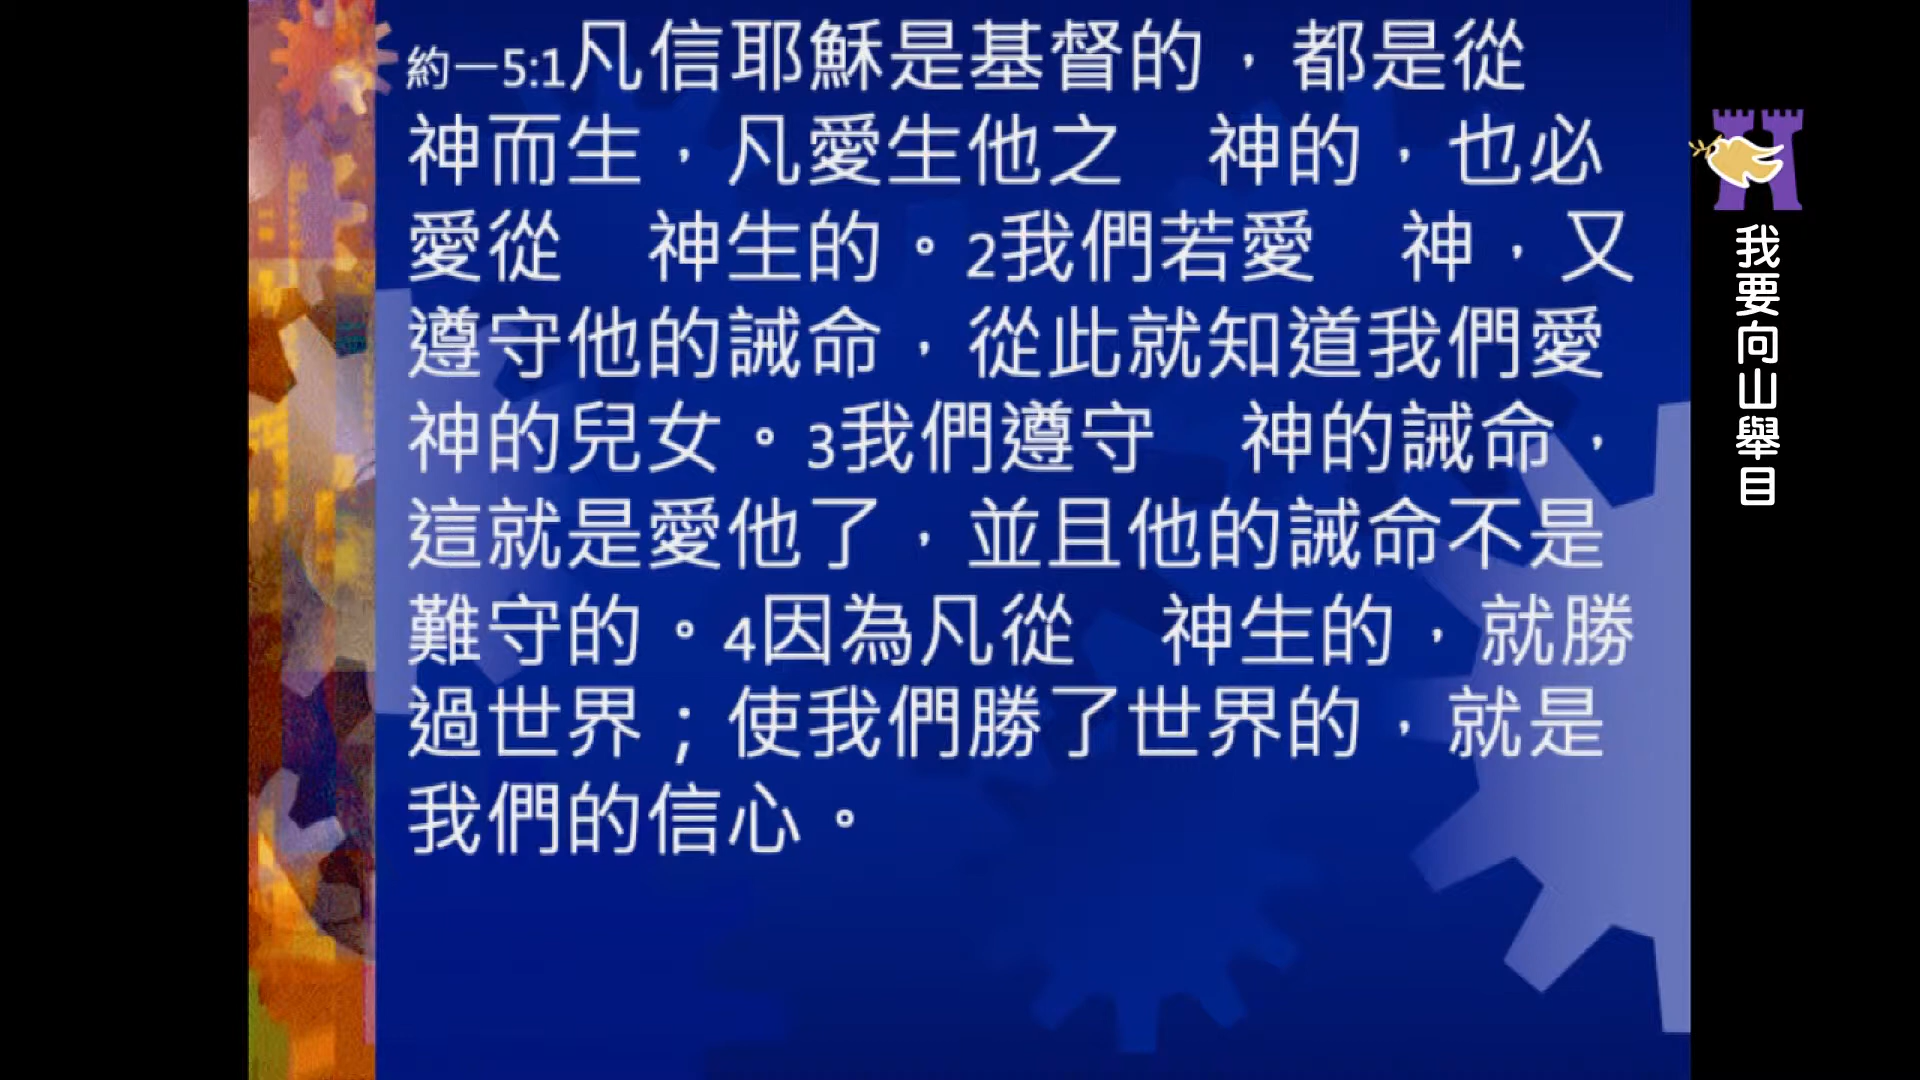 約一5:1凡信耶穌是基督的，都是從
神而生，凡愛生他之　神的，也必
愛從　神生的。2我們若愛　神，又
遵守他的誡命，從此就知道我們愛
神的兒女。3我們遵守　神的誡命，
這就是愛他了，並且他的誡命不是
難守的。4因為凡從　神生的，就勝
過世界；使我們勝了世界的，就是
我們的信心。
我要向山舉目